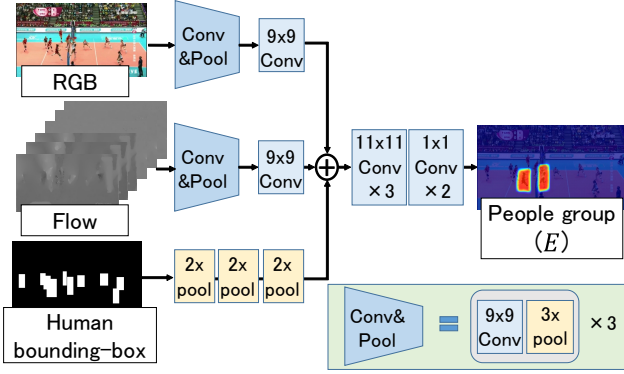 RGB
Conv
&Pool
9x9
Conv
Flow
Conv
&Pool
9x9
Conv
Human
bounding-box
2x
pool
2x
pool
2x
pool
11x11
Conv
×3
1x1
Conv
×2
People group
(E)
Conv&
Pool
=
9x9
Conv
3x
pool
×3